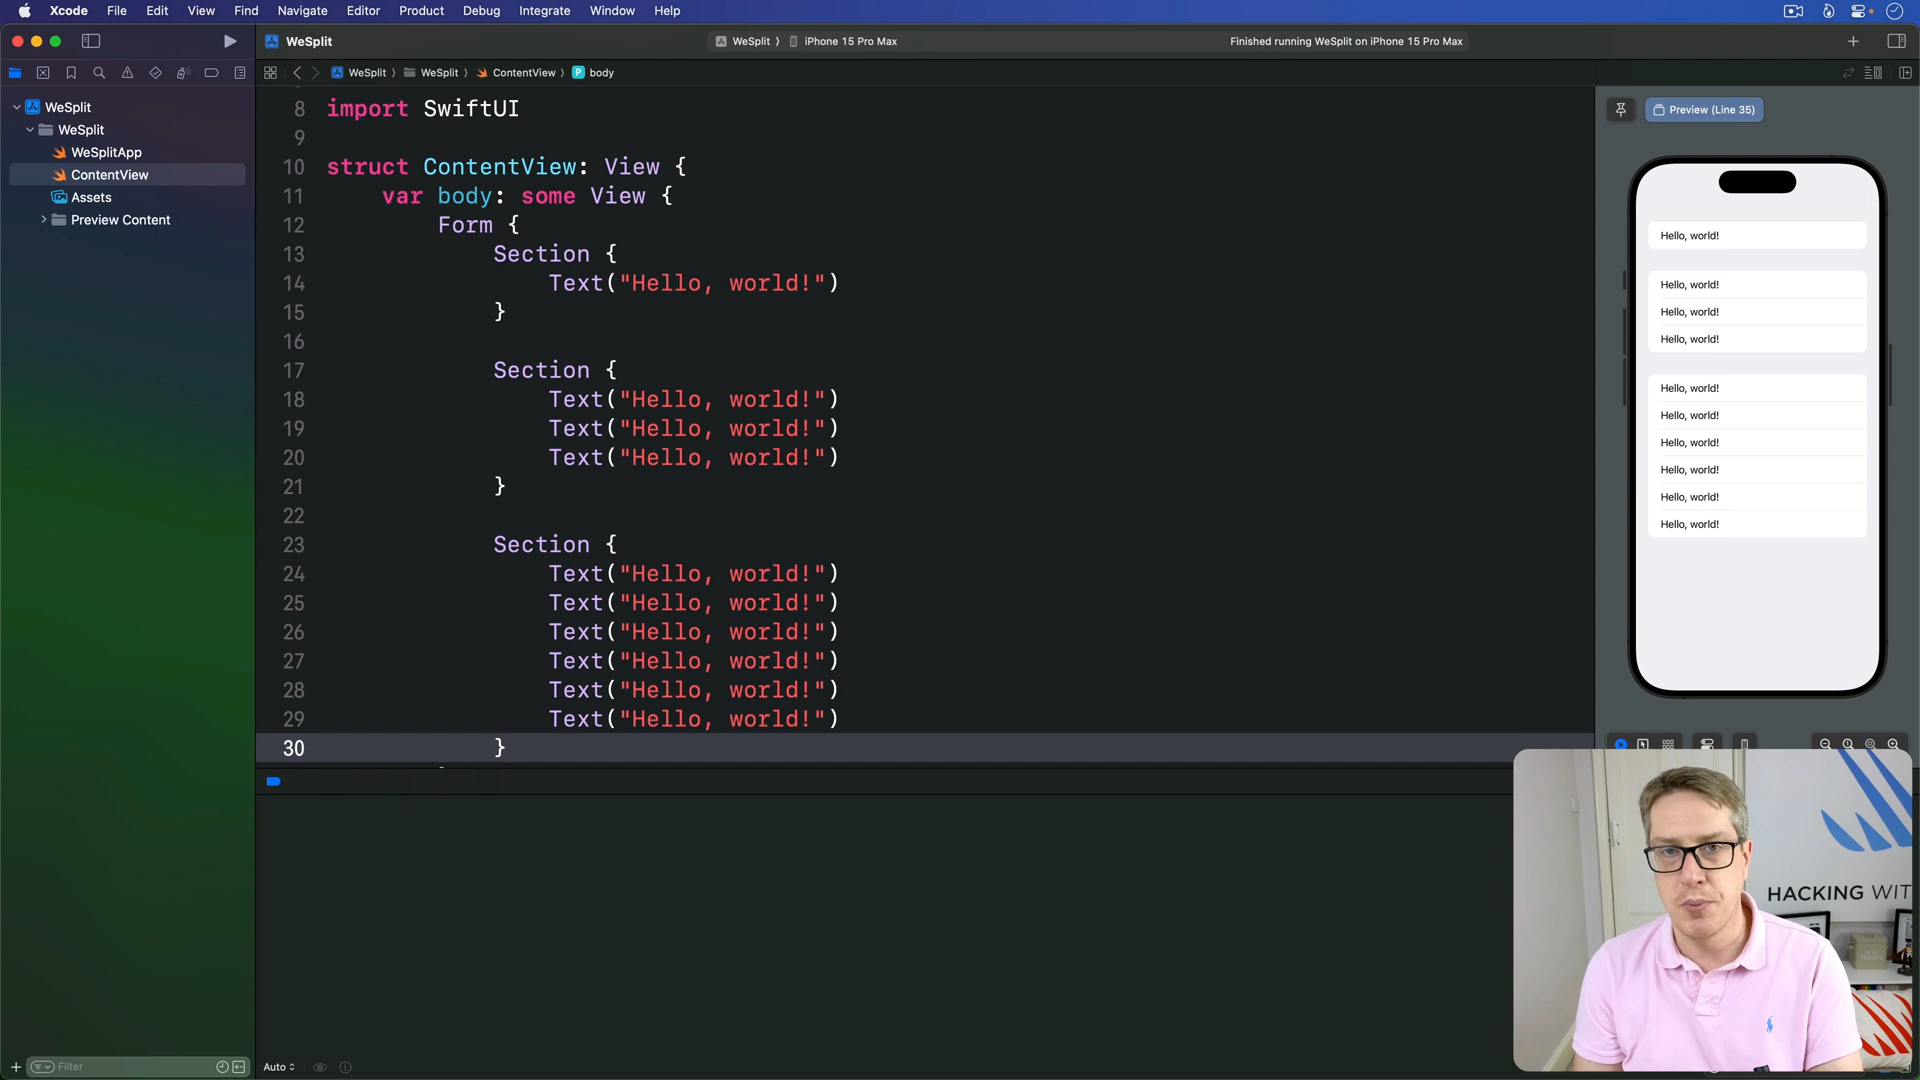 Xcode File Edit View Find Navigate Editor Product Debug Integrate Window Help
WeSplit
WeSplit iPhone 15 Pro Max
Finished running WeSplit on iPhone 15 Pro Max
WeSplit WeSplit ContentView P body
WeSplit
WeSplit
WeSplitApp
ContentView
Assets
Preview Content
8 import SwiftUI
9
10 struct ContentView: View {
11 var body: some View {
12 Form {
13 Section {
14 Text("Hello, world!")
15 }
16
17 Section {
18 Text("Hello, world!")
19 Text("Hello, world!")
20 Text("Hello, world!")
21 }
22
23 Section {
24 Text("Hello, world!")
25 Text("Hello, world!")
26 Text("Hello, world!")
27 Text("Hello, world!")
28 Text("Hello, world!")
29 Text("Hello, world!")
30 }
Preview (Line 35)
Hello, world!
Hello, world!
Hello, world!
Hello, world!
Hello, world!
Hello, world!
Hello, world!
Hello, world!
Hello, world!
Hello, world!
HACKING WIT
Filter
Auto